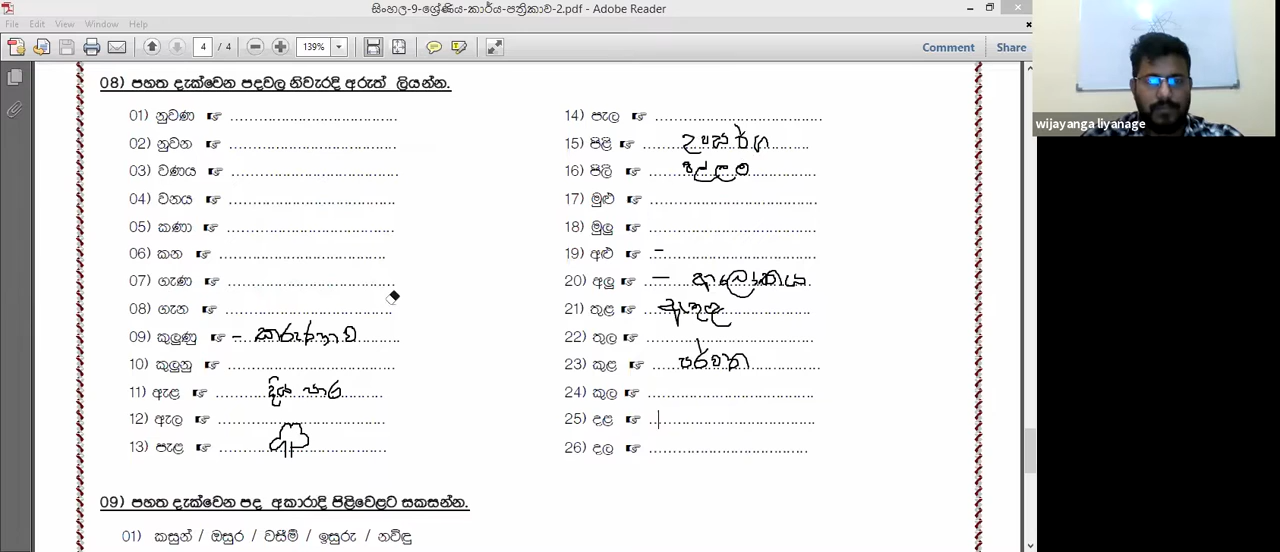 සිංහල-9-ශ්‍රේණිය-කාර්ය-පත්‍රිකාව-2.pdf - Adobe Reader
File Edit View Window Help
4 / 4 139% Comment Share
wijayanga liyanage
08) පහත දැක්වෙන පදවල නිවැරදි අරුත් ලියන්න.
01) නුවණ ☞ ........................................
02) නුවන ☞ ........................................
03) වණය ☞ ........................................
04) වනය ☞ ........................................
05) කණා ☞ ........................................
06) කන ☞ ........................................
07) ගැණ ☞ ........................................
08) ගැන ☞ ........................................
09) කුලුණු ☞ – කරුණාව
10) කුලුනු ☞ ........................................
11) ඇළ ☞ දිය පාර
12) ඇල ☞ ........................................
13) පැළ ☞ ........................................
14) පැල ☞ ........................................
15) පිළි ☞ උපසර්ග
16) පිලි ☞
17) මුළු ☞ ........................................
18) මුලු ☞ ........................................
19) අළු ☞ –
20) අලු ☞ – ආලෝකය
21) තුළ ☞ ඇතුළ
22) තුල ☞ ........................................
23) කුළ ☞ පර්වත
24) කුල ☞ ........................................
25) දළ ☞ ........................................
26) දල ☞ ........................................
09) පහත දැක්වෙන පද අකාරාදි පිළිවෙළට සකසන්න.
01) කසුන් / ඔසුර / වසීම් / ඉසුරු / නවිඳු